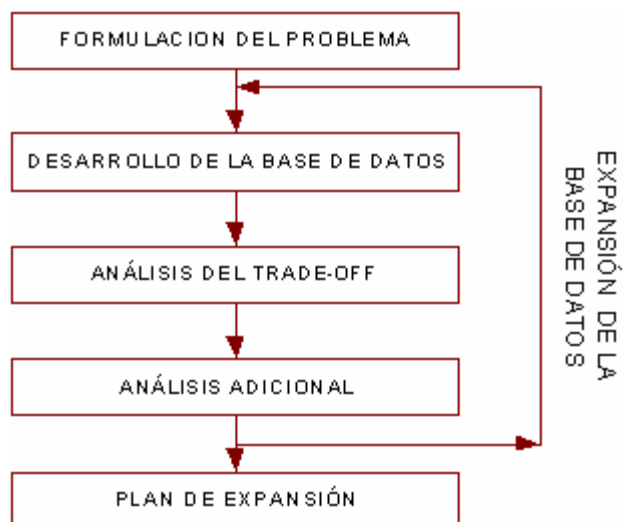 FORMULACION DEL PROBLEMA
DESARROLLO DE LA BASE DE DATOS
ANÁLISIS DEL TRADE-OFF
ANÁLISIS ADICIONAL
PLAN DE EXPANSIÓN
EXPANSIÓN DE LA
BASE DE DATOS